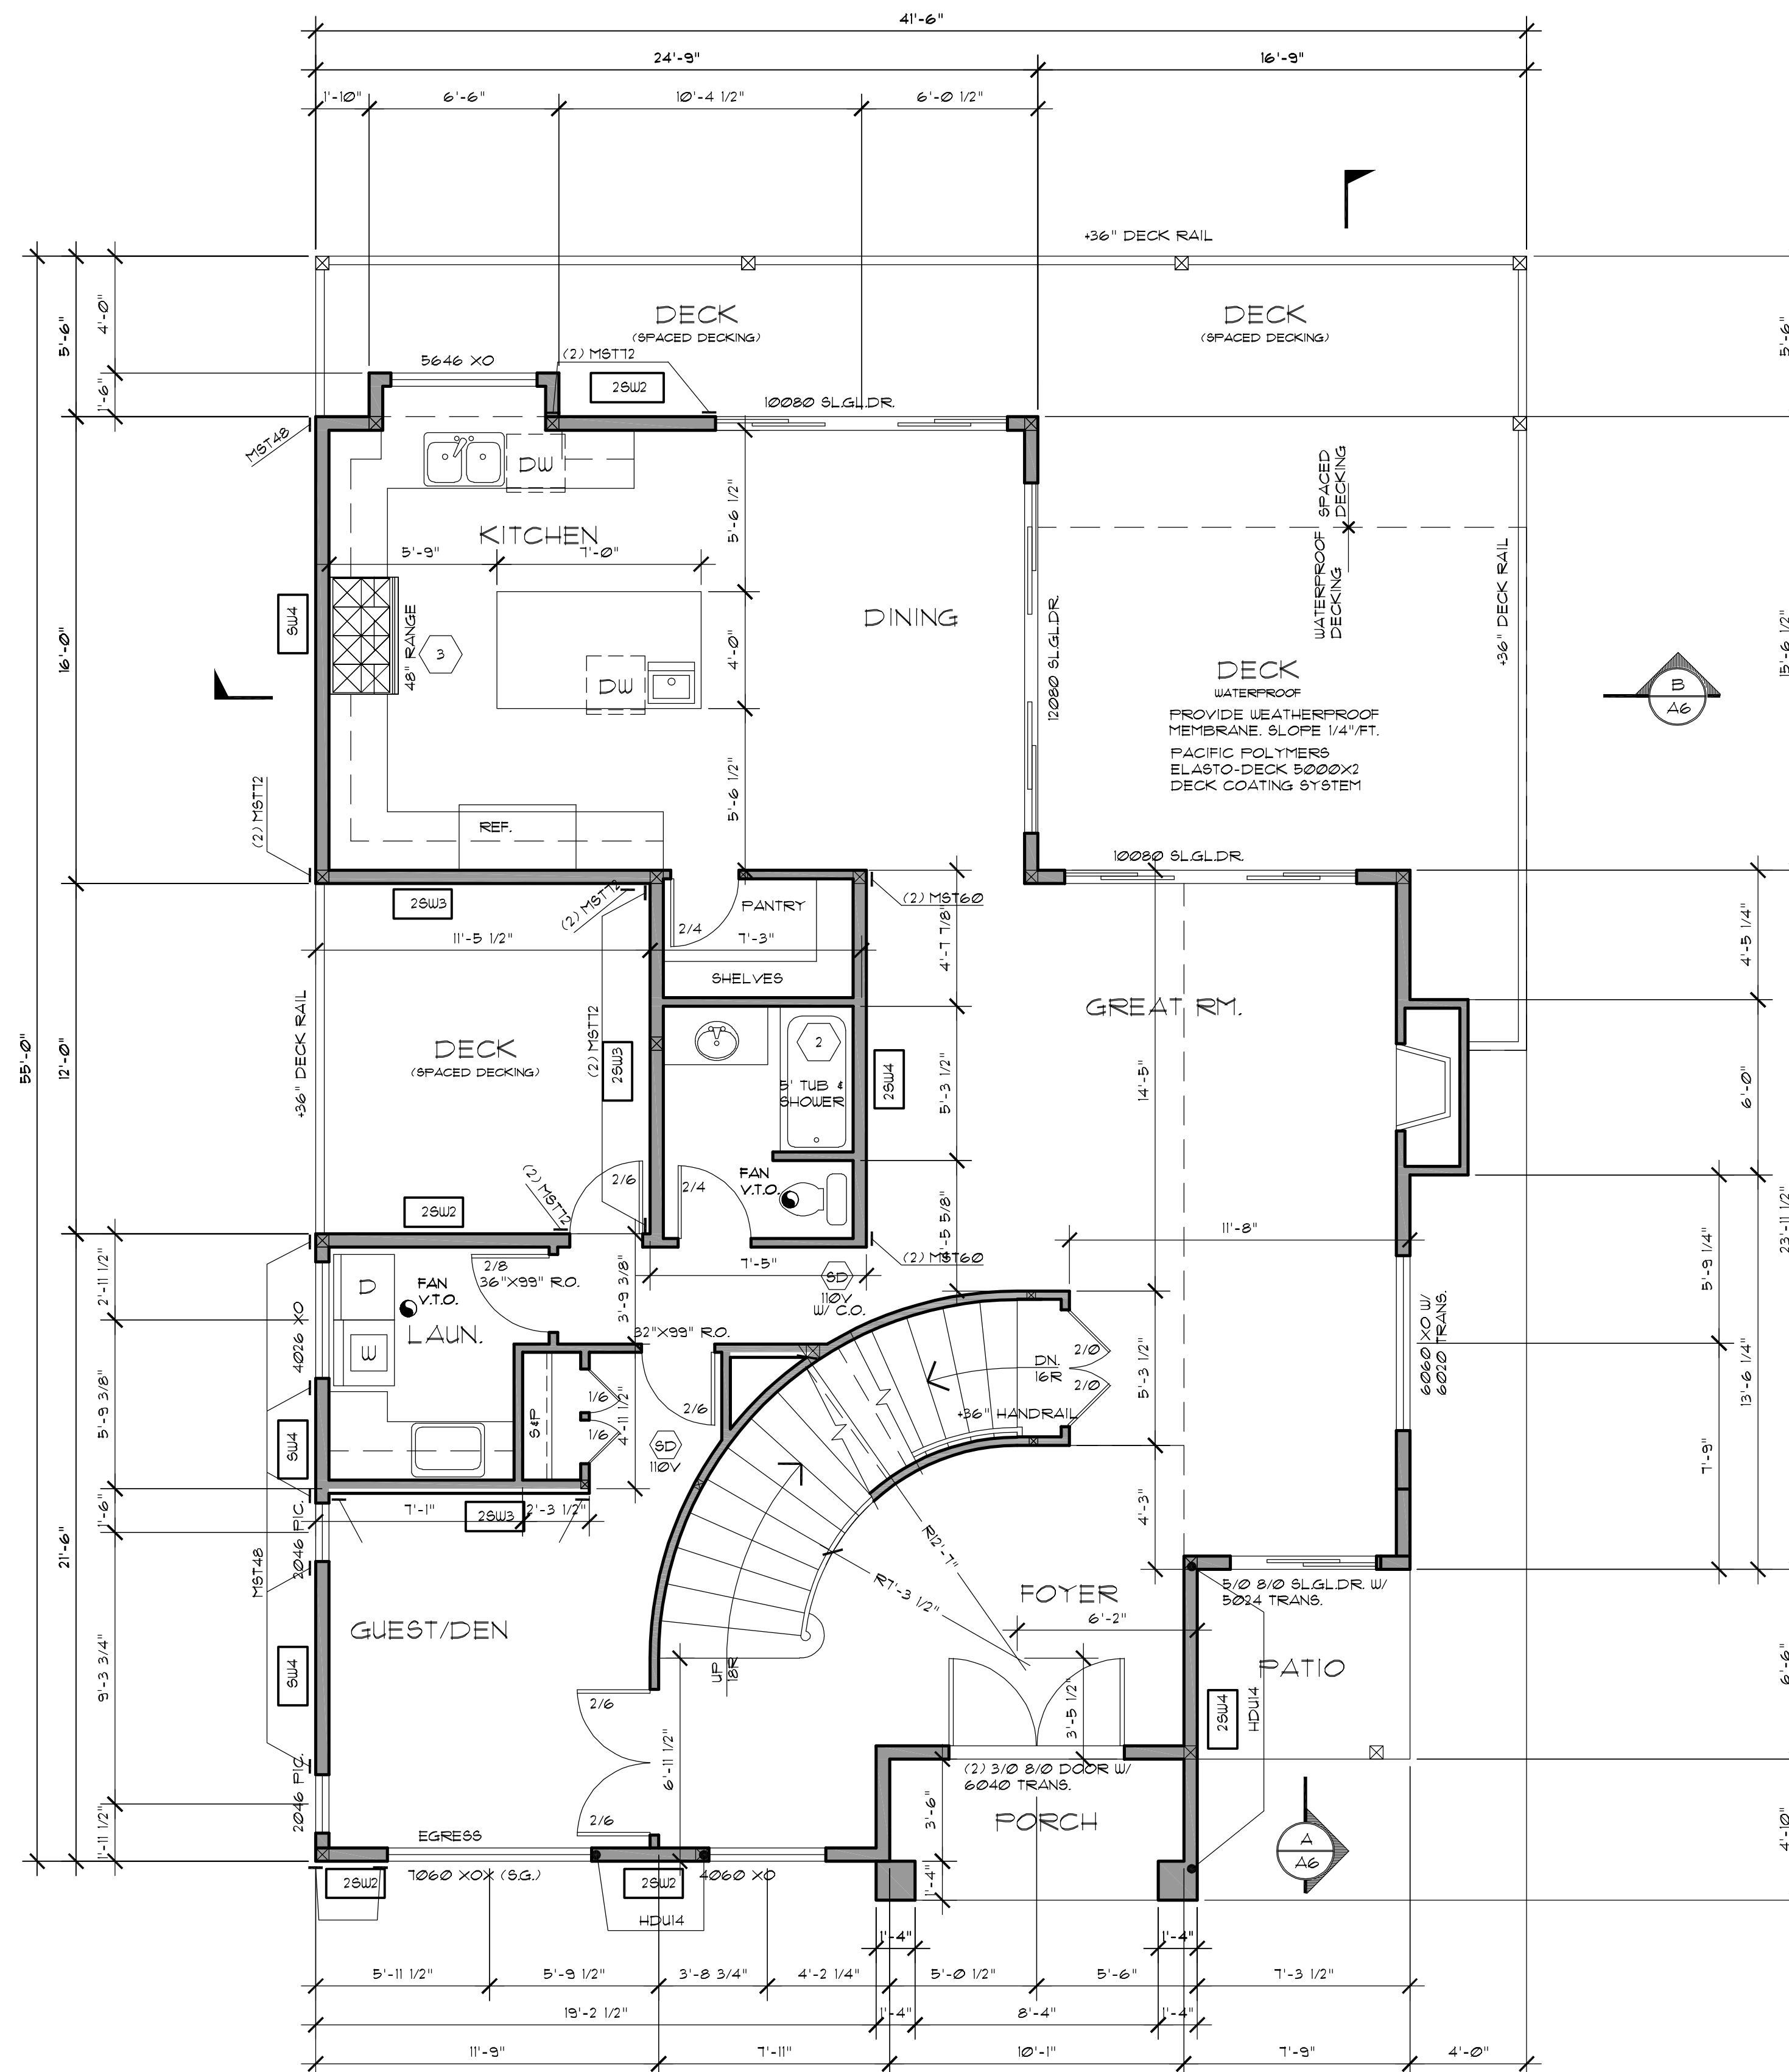 41'-6"
24'-9"
16'-9"
1'-10"
6'-6"
10'-4 1/2"
6'-0 1/2"
+36" DECK RAIL
DECK
(SPACED DECKING)
DECK
(SPACED DECKING)
4'-0"
5'-6"
5'-6"
1'-6"
5646 XO
(2) MST72
2SW2
10080 SL.GL.DR.
MST48
DW
KITCHEN
5'-9"
7'-0"
5'-6 1/2"
SPACED
DECKING
WATERPROOF
DECKING
+36" DECK RAIL
16'-0"
SW4
48" RANGE
3
DINING
4'-0"
DW
12080 SL.GL.DR.
DECK
WATERPROOF
PROVIDE WEATHERPROOF
MEMBRANE. SLOPE 1/4"/FT.
PACIFIC POLYMERS
ELASTO-DECK 5000X2
DECK COATING SYSTEM
15'-6 1/2"
B
A6
(2) MST72
5'-6 1/2"
REF.
10080 SL.GL.DR.
2SW3
(2) MST72
PANTRY
2/4
(2) MST60
11'-5 1/2"
7'-3"
4'-7 7/8"
4'-5 1/4"
SHELVES
GREAT RM.
+36" DECK RAIL
55'-0"
12'-0"
DECK
(SPACED DECKING)
(2) MST72
2SW3
2
5' TUB &
SHOWER
2SW4
5'-3 1/2"
14'-5"
6'-0"
(2) MST72
2/6
2/4
FAN
V.T.O.
2SW2
11'-8"
23'-11 1/2"
(2) MST60
7'-5"
2'-11 1/2"
D
2/8
36"X99" R.O.
FAN
V.T.O.
LAUN.
W
3'-9 3/8"
SD
110V
W/ C.O.
32"X99" R.O.
4026 XO
5'-9 1/4"
6060 XO W/
6020 TRANS.
13'-6 1/4"
DN.
16R
2/0
2/0
5'-3 1/2"
+36" HANDRAIL
5'-9 3/8"
SW4
S&P
1/6
1/6
4'-11 1/2"
2/6
SD
110V
7'-9"
1'-6"
2046 PIC.
7'-1"
2SW3
2'-3 1/2"
4'-3"
21'-6"
MST48
R12'-7"
R7'-3 1/2"
FOYER
6'-2"
5/0 8/0 SL.GL.DR. W/
5024 TRANS.
GUEST/DEN
UP
18R
PATIO
9'-3 3/4"
SW4
2/6
3'-5 1/2"
2SW4
HDU14
6'-6"
6'-11 1/2"
2046 PIC.
(2) 3/0 8/0 DOOR W/
6040 TRANS.
PORCH
3'-6"
1'-11 1/2"
2/6
EGRESS
A
A6
4'-10"
2SW2
7060 XOX (S.G.)
2SW2
4060 XO
HDU14
1'-4"
1'-4"
1'-4"
5'-11 1/2"
5'-9 1/2"
3'-8 3/4"
4'-2 1/4"
5'-0 1/2"
5'-6"
7'-3 1/2"
19'-2 1/2"
1'-4"
8'-4"
1'-4"
11'-9"
7'-11"
10'-1"
7'-9"
4'-0"